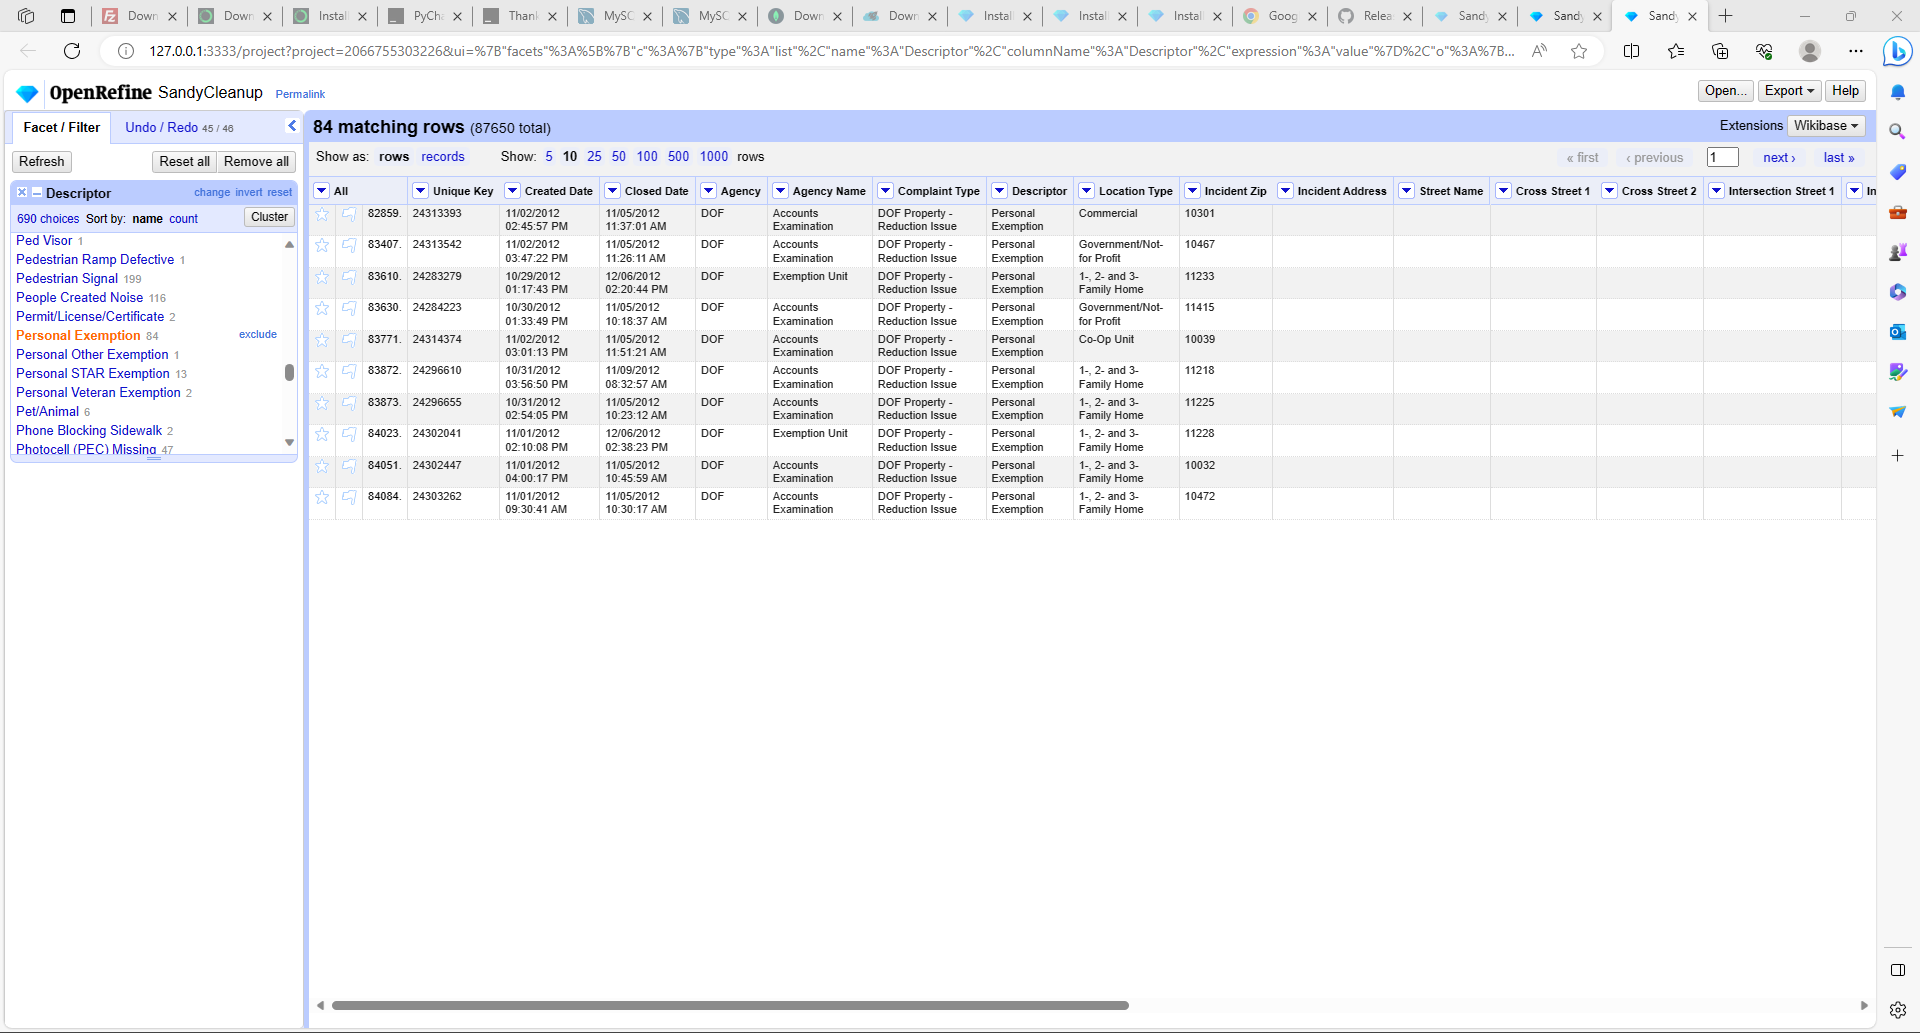 Down Down Install PyCha Thank MySQ MySQ Down Down Install Install Install Goog Relea Sandy Sandy Sandy
127.0.0.1:3333/project?project=2066755303226&ui=%7B"facets"%3A%5B%7B"c"%3A%7B"type"%3A"list"%2C"name"%3A"Descriptor"%2C"columnName"%3A"Descriptor"%2C"expression"%3A"value"%7D%2C"o"%3A%7B...
OpenRefine SandyCleanup Permalink Open... Export Help
Facet / Filter Undo / Redo 45 / 46
84 matching rows (87650 total) Extensions Wikibase
Refresh Reset all Remove all
Show as: rows records Show: 5 10 25 50 100 500 1000 rows « first ‹ previous 1 next › last »
Descriptor change invert reset
690 choices Sort by: name count Cluster
Ped Visor 1
Pedestrian Ramp Defective 1
Pedestrian Signal 199
People Created Noise 116
Permit/License/Certificate 2
Personal Exemption 84 exclude
Personal Other Exemption 1
Personal STAR Exemption 13
Personal Veteran Exemption 2
Pet/Animal 6
Phone Blocking Sidewalk 2
Photocell (PEC) Missing 47
All Unique Key Created Date Closed Date Agency Agency Name Complaint Type Descriptor Location Type Incident Zip Incident Address Street Name Cross Street 1 Cross Street 2 Intersection Street 1 In
82859. 24313393 11/02/2012 11/05/2012 DOF Accounts DOF Property - Personal Commercial 10301
02:45:57 PM 11:37:01 AM Examination Reduction Issue Exemption
83407. 24313542 11/02/2012 11/05/2012 DOF Accounts DOF Property - Personal Government/Not- 10467
03:47:22 PM 11:26:11 AM Examination Reduction Issue Exemption for Profit
83610. 24283279 10/29/2012 12/06/2012 DOF Exemption Unit DOF Property - Personal 1-, 2- and 3- 11233
01:17:43 PM 02:20:44 PM Reduction Issue Exemption Family Home
83630. 24284223 10/30/2012 11/05/2012 DOF Accounts DOF Property - Personal Government/Not- 11415
01:33:49 PM 10:18:37 AM Examination Reduction Issue Exemption for Profit
83771. 24314374 11/02/2012 11/05/2012 DOF Accounts DOF Property - Personal Co-Op Unit 10039
03:01:13 PM 11:51:21 AM Examination Reduction Issue Exemption
83872. 24296610 10/31/2012 11/09/2012 DOF Accounts DOF Property - Personal 1-, 2- and 3- 11218
03:56:50 PM 08:32:57 AM Examination Reduction Issue Exemption Family Home
83873. 24296655 10/31/2012 11/05/2012 DOF Accounts DOF Property - Personal 1-, 2- and 3- 11225
02:54:05 PM 10:23:12 AM Examination Reduction Issue Exemption Family Home
84023. 24302041 11/01/2012 12/06/2012 DOF Exemption Unit DOF Property - Personal 1-, 2- and 3- 11228
02:10:08 PM 02:38:23 PM Reduction Issue Exemption Family Home
84051. 24302447 11/01/2012 11/05/2012 DOF Accounts DOF Property - Personal 1-, 2- and 3- 10032
04:00:17 PM 10:45:59 AM Examination Reduction Issue Exemption Family Home
84084. 24303262 11/01/2012 11/05/2012 DOF Accounts DOF Property - Personal 1-, 2- and 3- 10472
09:30:41 AM 10:30:17 AM Examination Reduction Issue Exemption Family Home